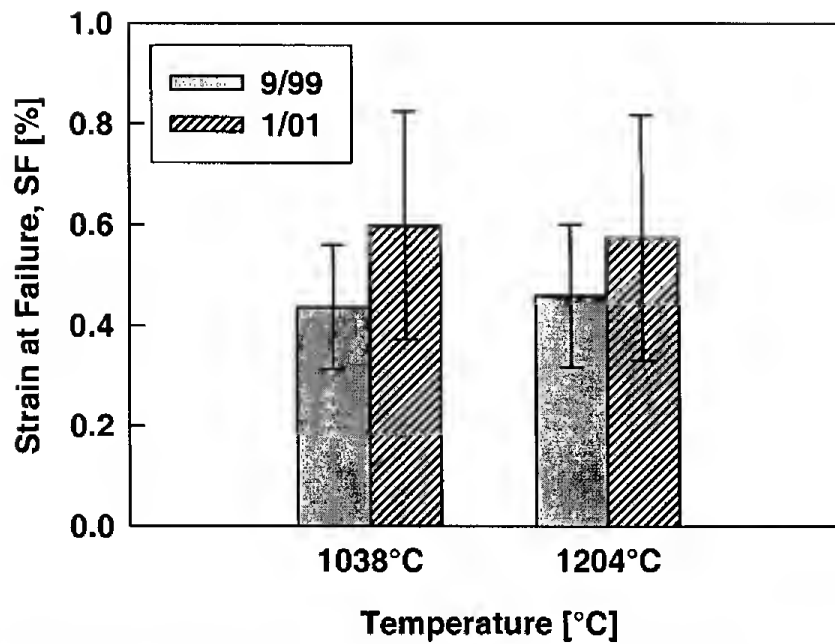 1.0
0.8
0.6
0.4
0.2
0.0
Strain at Failure, SF [%]
9/99
1/01
1038°C
1204°C
Temperature [°C]